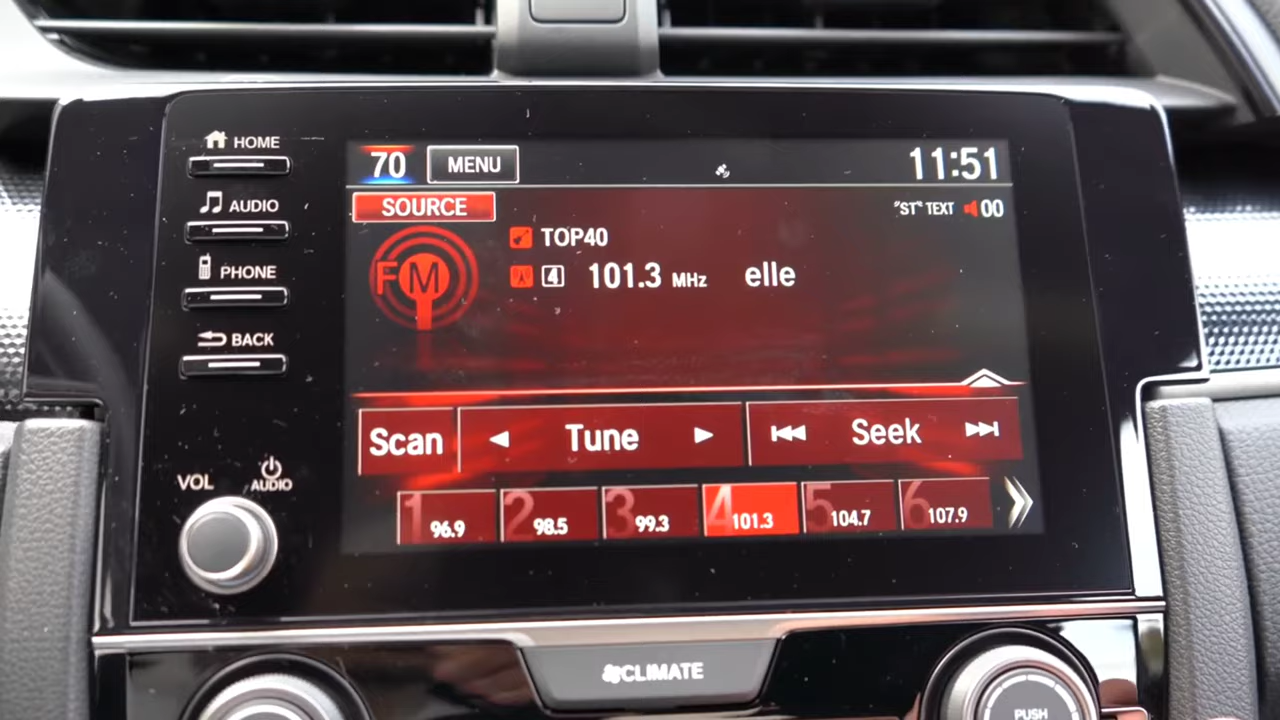 HOME
AUDIO
PHONE
BACK
VOL
AUDIO
70 MENU 11:51
SOURCE "ST" TEXT 00
FM
TOP40
4 101.3 MHz elle
Scan Tune Seek
1 96.9 2 98.5 3 99.3 4 101.3 5 104.7 6 107.9
CLIMATE
PUSH